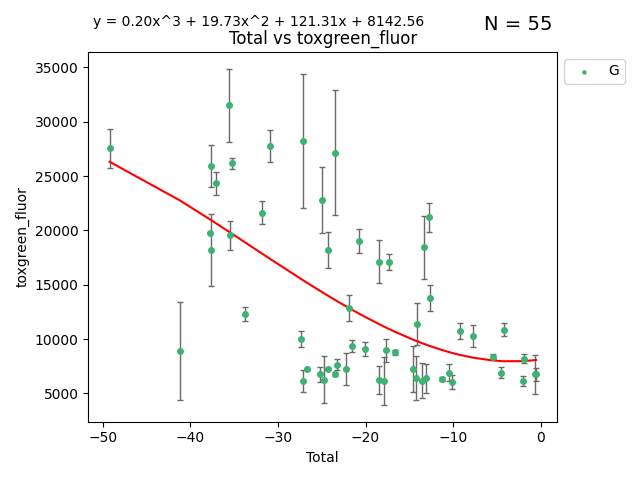 y = 0.20x^3 + 19.73x^2 + 121.31x + 8142.56
N = 55
Total vs toxgreen_fluor
G
35000
30000
25000
20000
15000
10000
5000
toxgreen_fluor
−50 −40 −30 −20 −10 0
Total